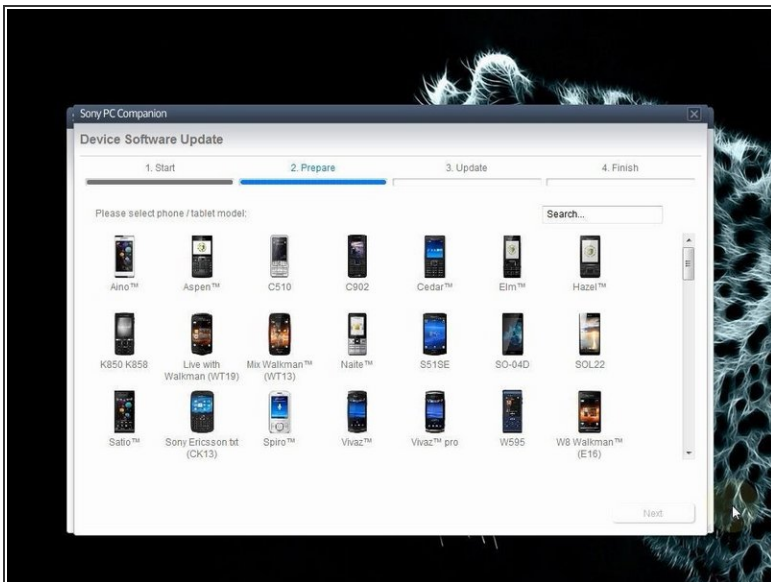 Sony PC Companion
Device Software Update
1. Start
2. Prepare
3. Update
4. Finish
Please select phone / tablet model:
Search...
Aino™
Aspen™
C510
C902
Cedar™
Elm™
Hazel™
K850 K858
Live with
Walkman (WT19)
Mix Walkman™
(WT13)
Naite™
S51SE
SO-04D
SOL22
Satio™
Sony Ericsson txt
(CK13)
Spiro™
Vivaz™
Vivaz™ pro
W595
W8 Walkman™
(E16)
Next